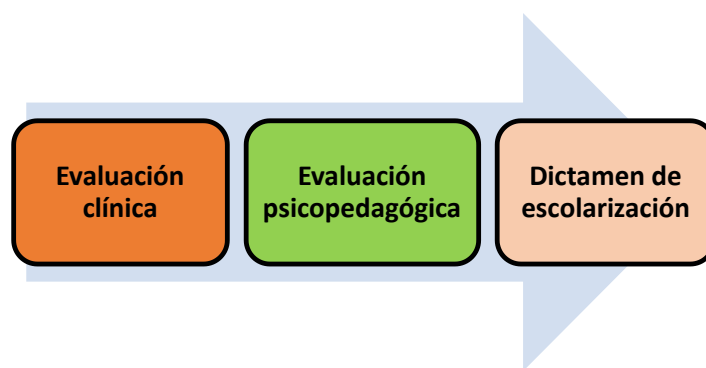 Evaluación
clínica
Evaluación
psicopedagógica
Dictamen de
escolarización